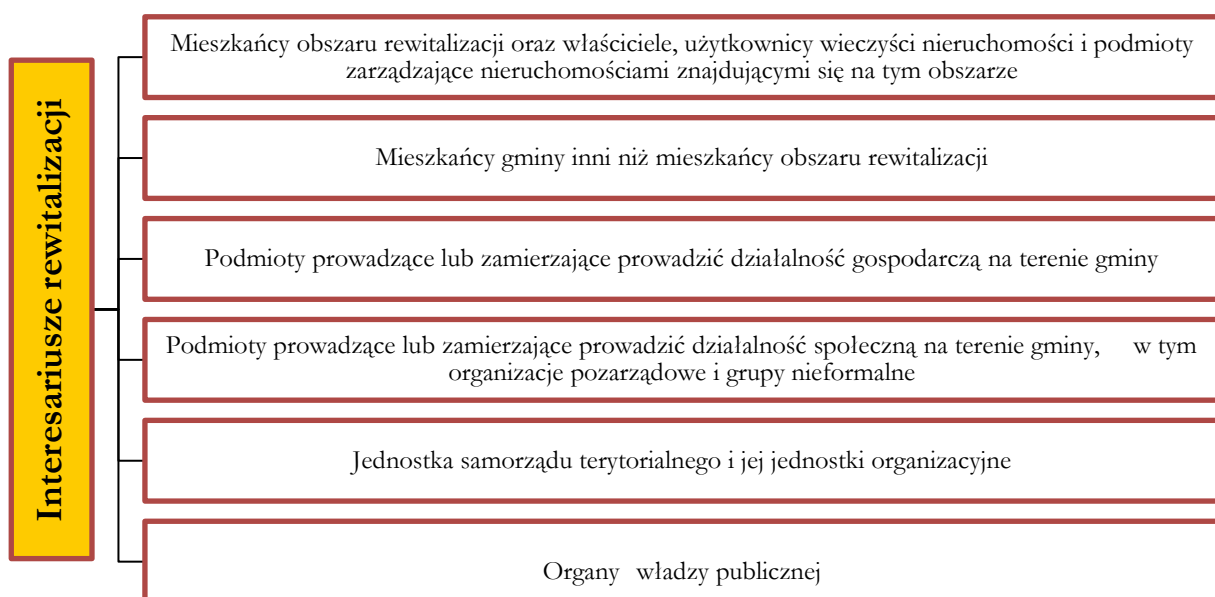 Interesariusze rewitalizacji
Mieszkańcy obszaru rewitalizacji oraz właściciele, użytkownicy wieczyści nieruchomości i podmioty
zarządzające nieruchomościami znajdującymi się na tym obszarze
Mieszkańcy gminy inni niż mieszkańcy obszaru rewitalizacji
Podmioty prowadzące lub zamierzające prowadzić działalność gospodarczą na terenie gminy
Podmioty prowadzące lub zamierzające prowadzić działalność społeczną na terenie gminy, w tym
organizacje pozarządowe i grupy nieformalne
Jednostka samorządu terytorialnego i jej jednostki organizacyjne
Organy władzy publicznej